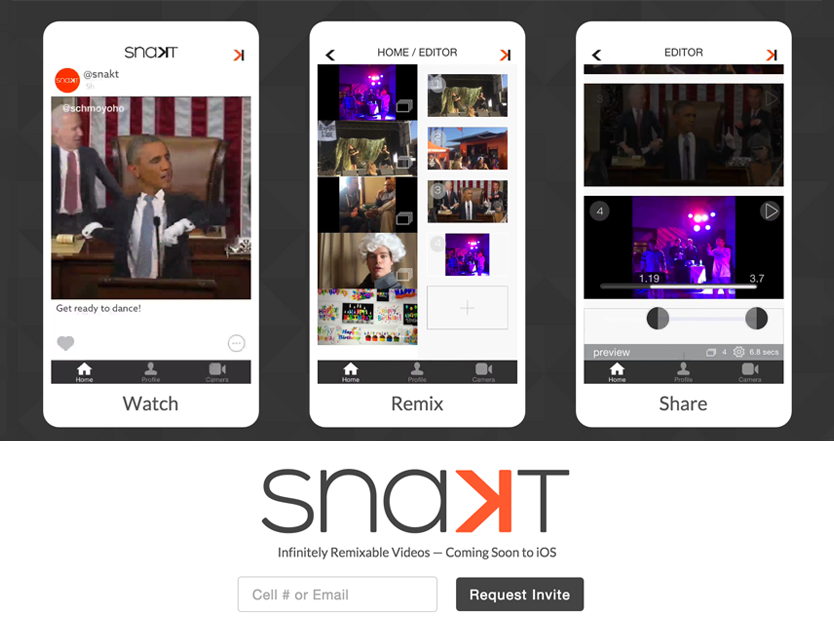 snakt
@snakt
5h
@schmoyoho
Get ready to dance!
Home
Profile
Camera
Watch
HOME / EDITOR
1
3
4
Home
Profile
Camera
Remix
EDITOR
3
4
1.19
3.7
preview
4
6.8 secs
Home
Profile
Camera
Share
snakt
Infinitely Remixable Videos — Coming Soon to iOS
Cell # or Email
Request Invite